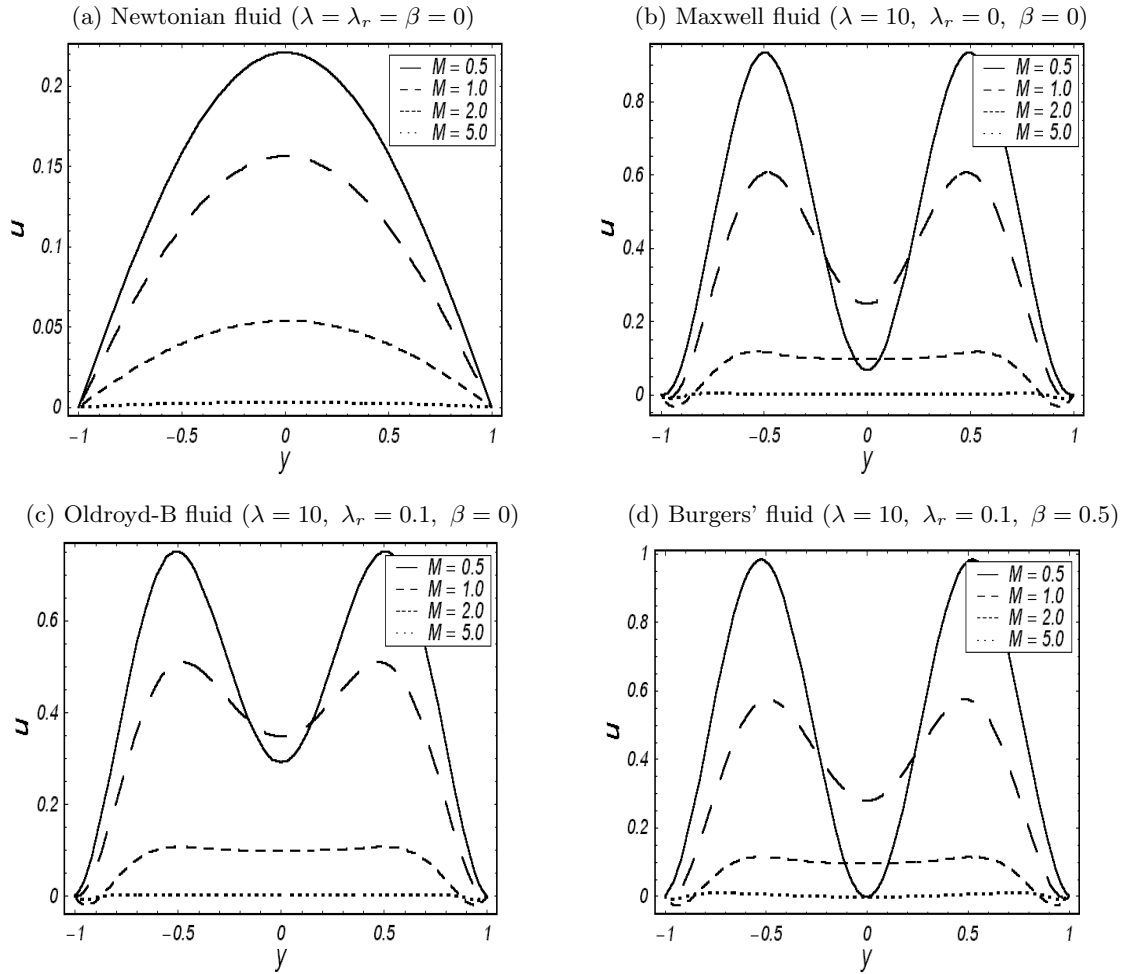 (a) Newtonian fluid (λ = λr = β = 0)
M = 0.5
M = 1.0
M = 2.0
M = 5.0
0.2
0.15
0.1
0.05
0
u
−1 −0.5 0 0.5 1
y
(b) Maxwell fluid (λ = 10, λr = 0, β = 0)
M = 0.5
M = 1.0
M = 2.0
M = 5.0
0.8
0.6
0.4
0.2
0
u
−1 −0.5 0 0.5 1
y
(c) Oldroyd-B fluid (λ = 10, λr = 0.1, β = 0)
M = 0.5
M = 1.0
M = 2.0
M = 5.0
0.6
0.4
0.2
0
u
−1 −0.5 0 0.5 1
y
(d) Burgers’ fluid (λ = 10, λr = 0.1, β = 0.5)
M = 0.5
M = 1.0
M = 2.0
M = 5.0
1
0.8
0.6
0.4
0.2
0
u
−1 −0.5 0 0.5 1
y